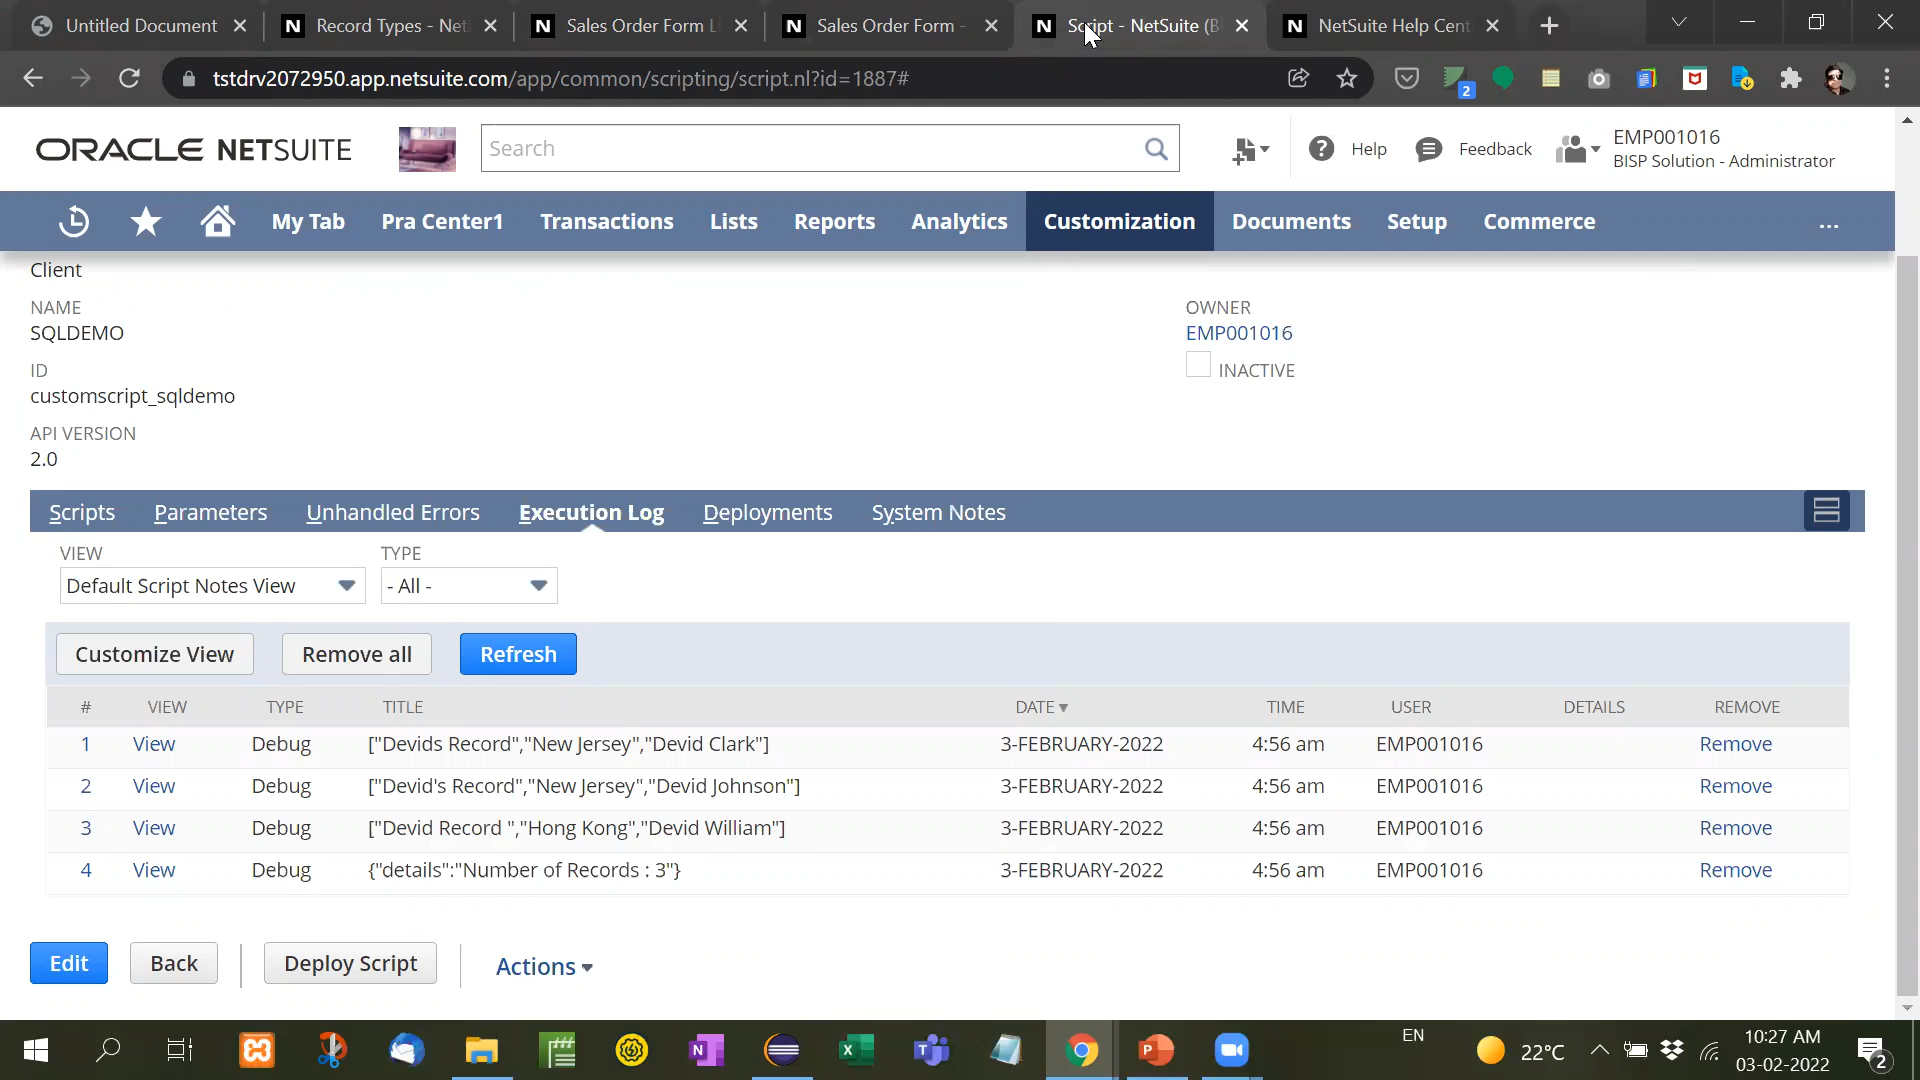 Untitled Document
Record Types - Net
Sales Order Form L
Sales Order Form -
Script - NetSuite (B
NetSuite Help Cent
tstdrv2072950.app.netsuite.com/app/common/scripting/script.nl?id=1887#
2
ORACLE NETSUITE
Search
Help
Feedback
EMP001016
BISP Solution - Administrator
My Tab
Pra Center1
Transactions
Lists
Reports
Analytics
Customization
Documents
Setup
Commerce
...
Client
NAME
SQLDEMO
ID
customscript_sqldemo
API VERSION
2.0
OWNER
EMP001016
INACTIVE
Scripts
Parameters
Unhandled Errors
Execution Log
Deployments
System Notes
VIEW
TYPE
Default Script Notes View
- All -
Customize View
Remove all
Refresh
# VIEW TYPE TITLE DATE TIME USER DETAILS REMOVE
1 View Debug ["Devids Record","New Jersey","Devid Clark"] 3-FEBRUARY-2022 4:56 am EMP001016 Remove
2 View Debug ["Devid's Record","New Jersey","Devid Johnson"] 3-FEBRUARY-2022 4:56 am EMP001016 Remove
3 View Debug ["Devid Record ","Hong Kong","Devid William"] 3-FEBRUARY-2022 4:56 am EMP001016 Remove
4 View Debug {"details":"Number of Records : 3"} 3-FEBRUARY-2022 4:56 am EMP001016 Remove
Edit
Back
Deploy Script
Actions
EN
22°C
10:27 AM
03-02-2022
2